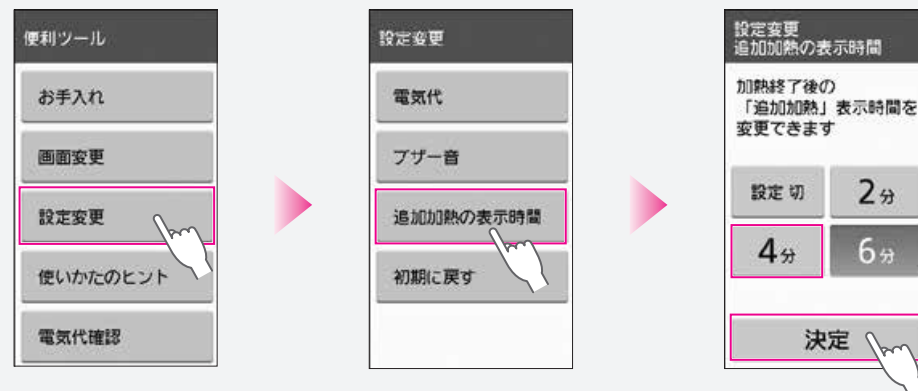 便利ツール
お手入れ
画面変更
設定変更
使いかたのヒント
電気代確認
設定変更
電気代
ブザー音
追加加熱の表示時間
初期に戻す
設定変更
追加加熱の表示時間
加熱終了後の
「追加加熱」表示時間を
変更できます
設定 切
2分
4分
6分
決定